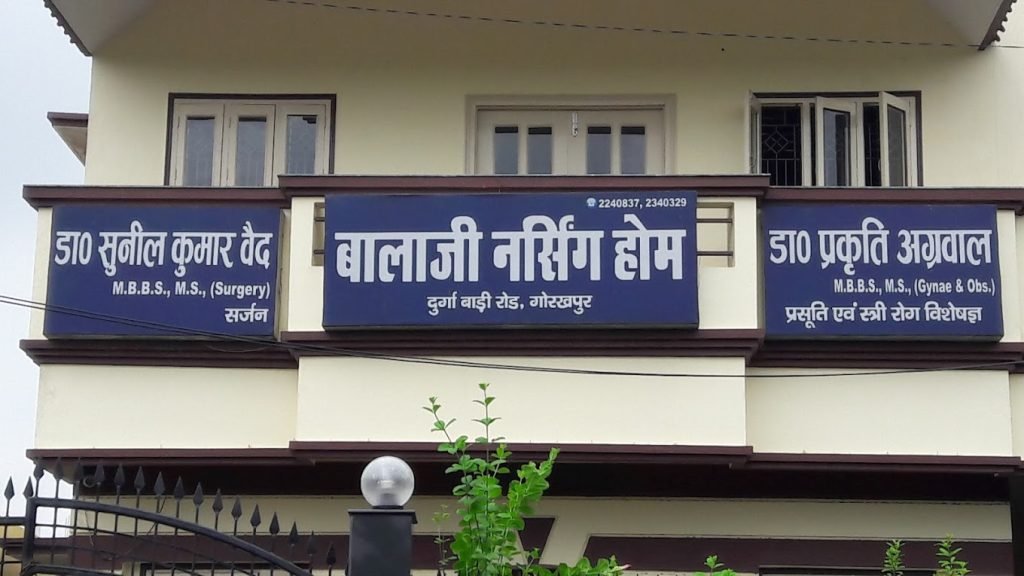 डा0 सुनील कुमार वैद
M.B.B.S., M.S., (Surgery)
सर्जन
☎ 2240837, 2340329
बालाजी नर्सिंग होम
दुर्गा बाड़ी रोड, गोरखपुर
डा0 प्रकृति अग्रवाल
M.B.B.S., M.S., (Gynae & Obs.)
प्रसूति एवं स्त्री रोग विशेषज्ञ